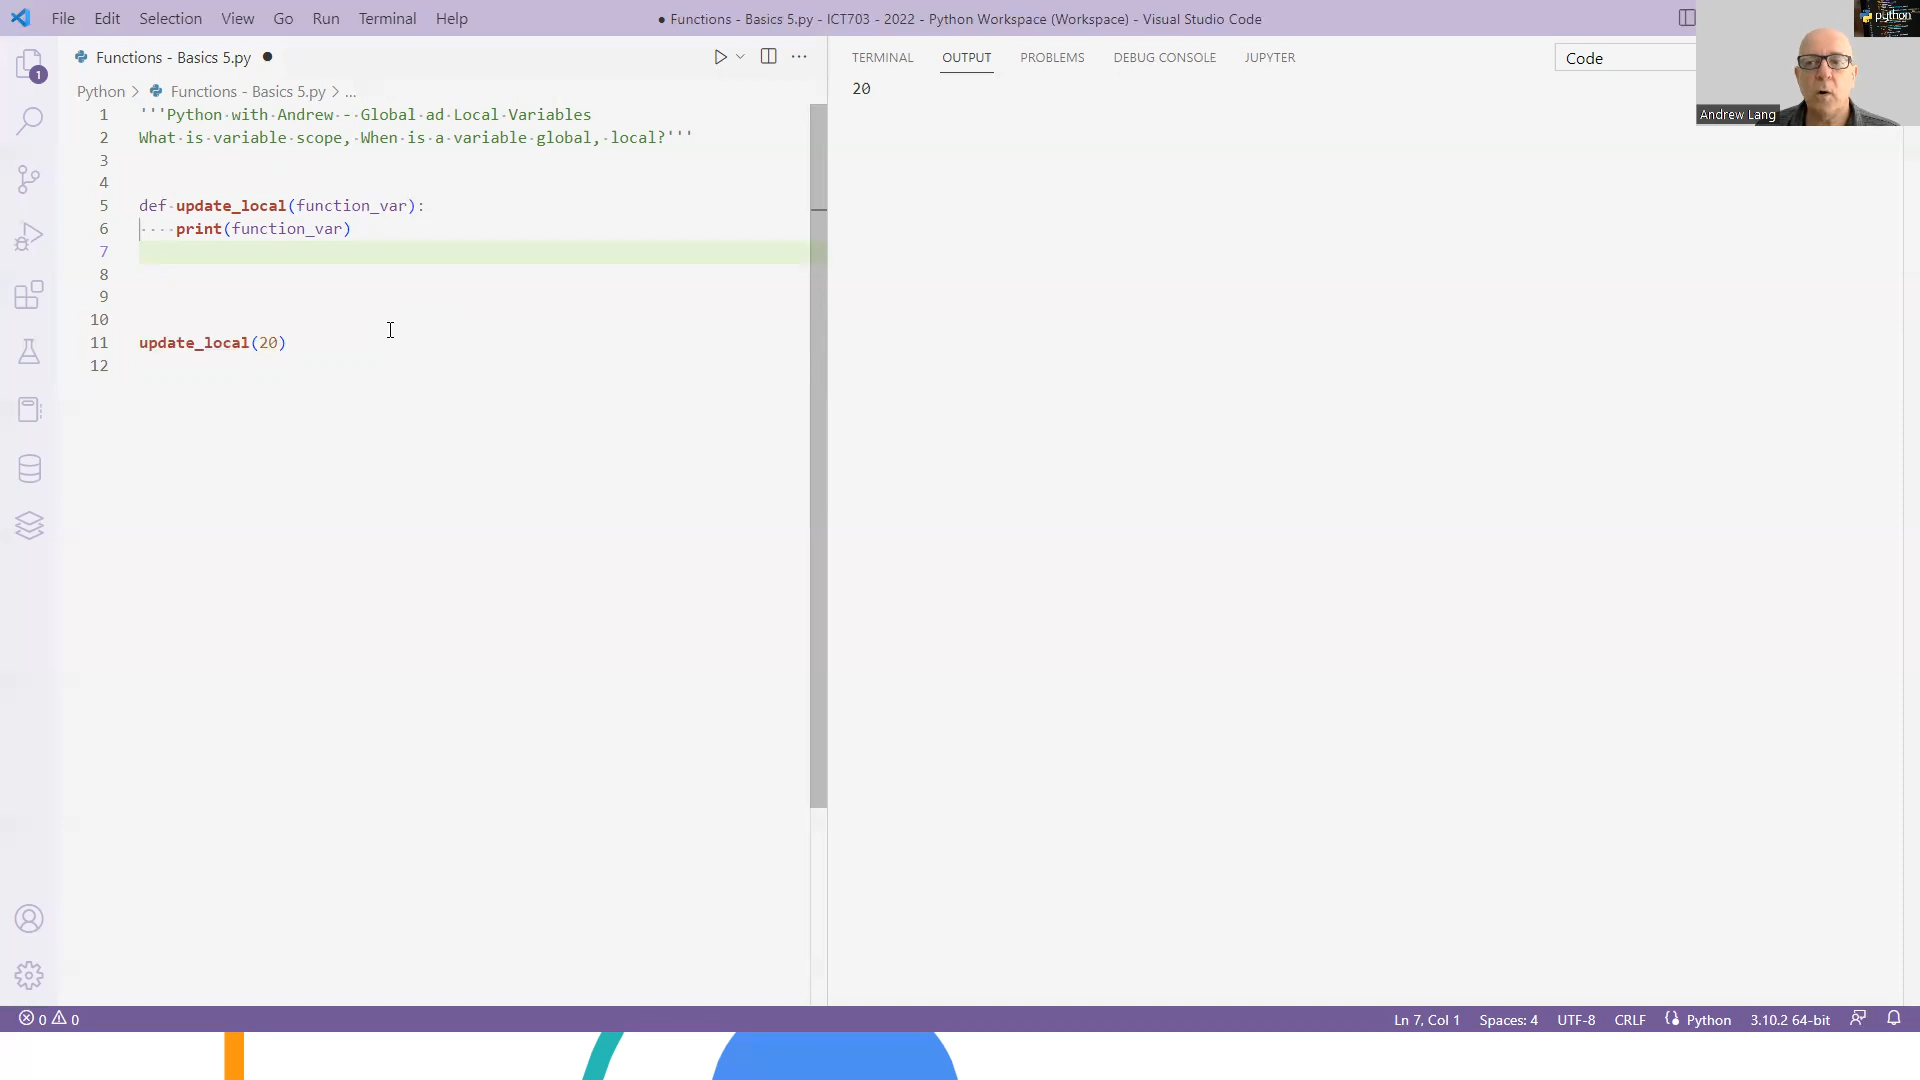 File Edit Selection View Go Run Terminal Help
● Functions - Basics 5.py - ICT703 - 2022 - Python Workspace (Workspace) - Visual Studio Code
python
Andrew Lang
1
Functions - Basics 5.py ●
Python > Functions - Basics 5.py > ...
1 '''Python with Andrew - Global ad Local Variables
2 What is variable scope, When is a variable global, local?'''
3
4
5 def update_local(function_var):
6 print(function_var)
7
8
9
10
11 update_local(20)
12
TERMINAL OUTPUT PROBLEMS DEBUG CONSOLE JUPYTER
Code
20
0 0
Ln 7, Col 1 Spaces: 4 UTF-8 CRLF Python 3.10.2 64-bit